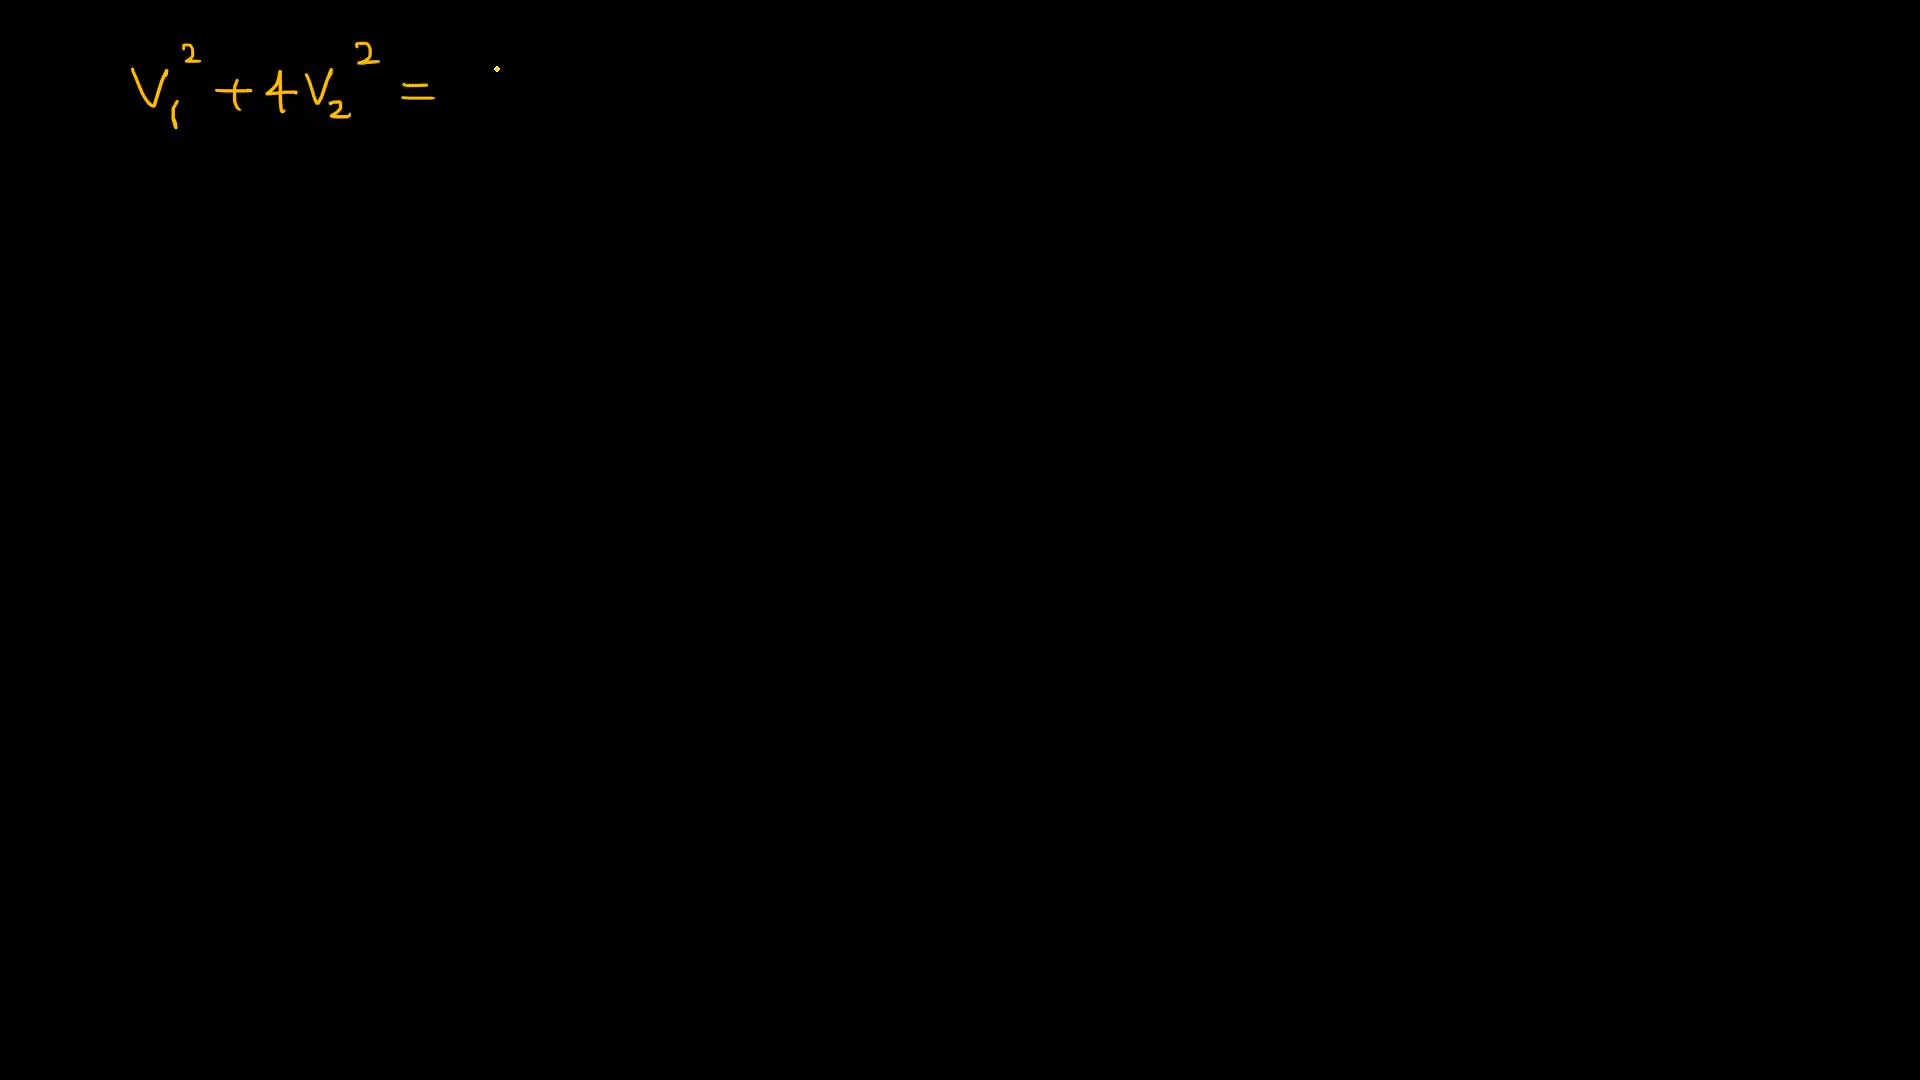 V₁² + 4V₂² =